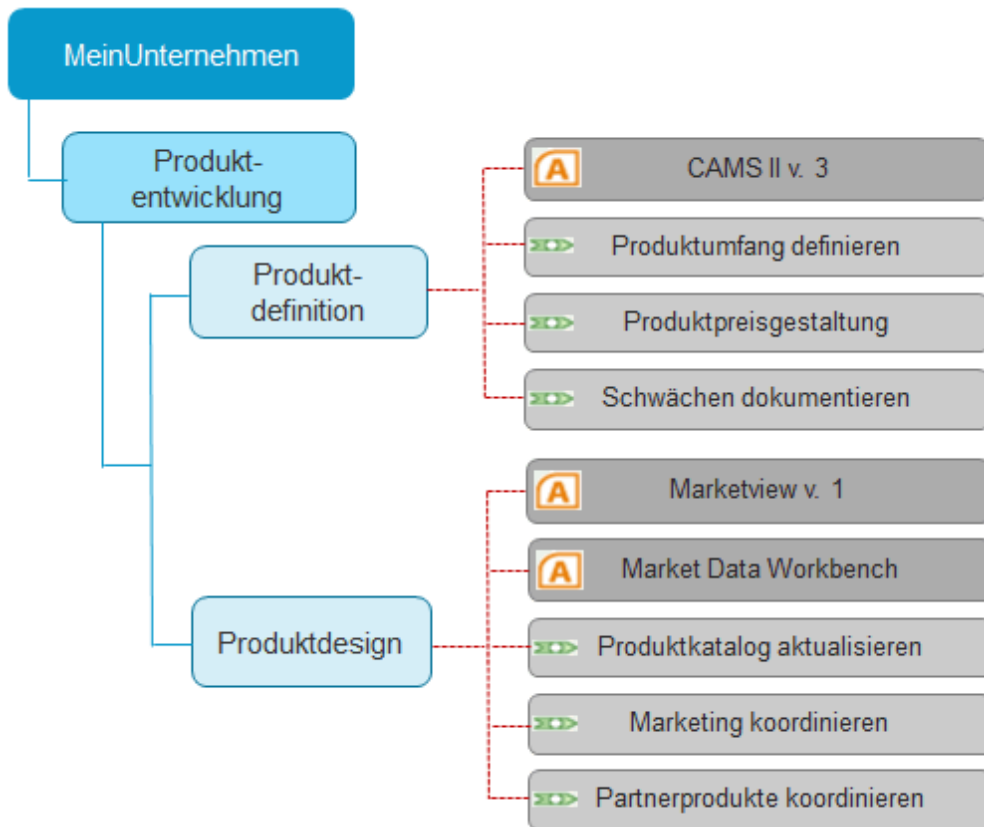 MeinUnternehmen
Produkt-
entwicklung
Produkt-
definition
A CAMS II v. 3
Produktumfang definieren
Produktpreisgestaltung
Schwächen dokumentieren
Produktdesign
A Marketview v. 1
A Market Data Workbench
Produktkatalog aktualisieren
Marketing koordinieren
Partnerprodukte koordinieren